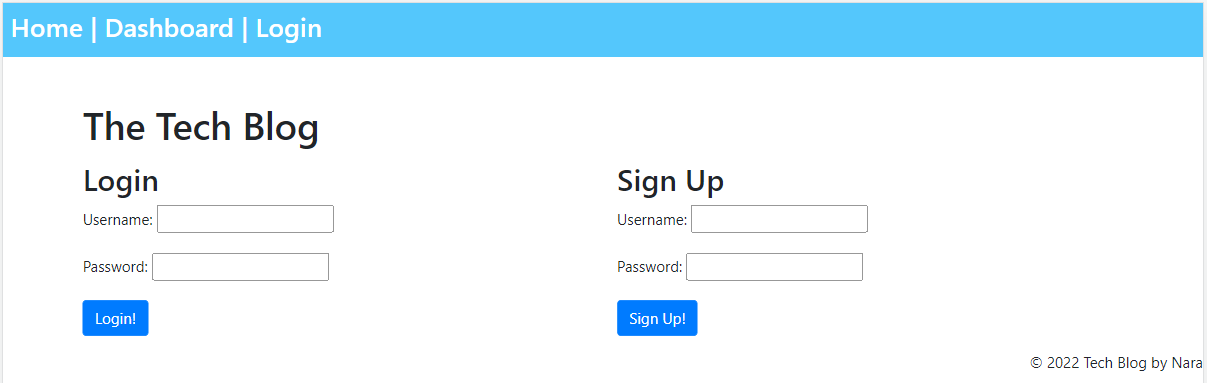 Home | Dashboard | Login
The Tech Blog
Login
Username:
Password:
Login!
Sign Up
Username:
Password:
Sign Up!
© 2022 Tech Blog by Nara